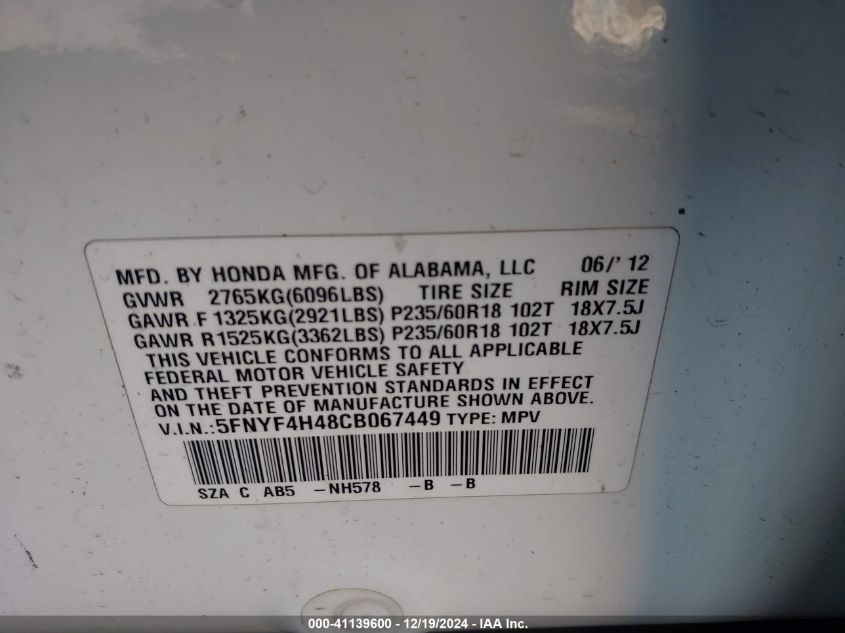 MFD. BY HONDA MFG. OF ALABAMA, LLC 06/' 12
GVWR 2765KG(6096LBS) TIRE SIZE RIM SIZE
GAWR F 1325KG(2921LBS) P235/60R18 102T 18X7.5J
GAWR R1525KG(3362LBS) P235/60R18 102T 18X7.5J
THIS VEHICLE CONFORMS TO ALL APPLICABLE
FEDERAL MOTOR VEHICLE SAFETY
AND THEFT PREVENTION STANDARDS IN EFFECT
ON THE DATE OF MANUFACTURE SHOWN ABOVE.
V.I.N.:5FNYF4H48CB067449 TYPE: MPV
SZA C AB5 -NH578 -B -B
000-41139600 - 12/19/2024 - IAA Inc.